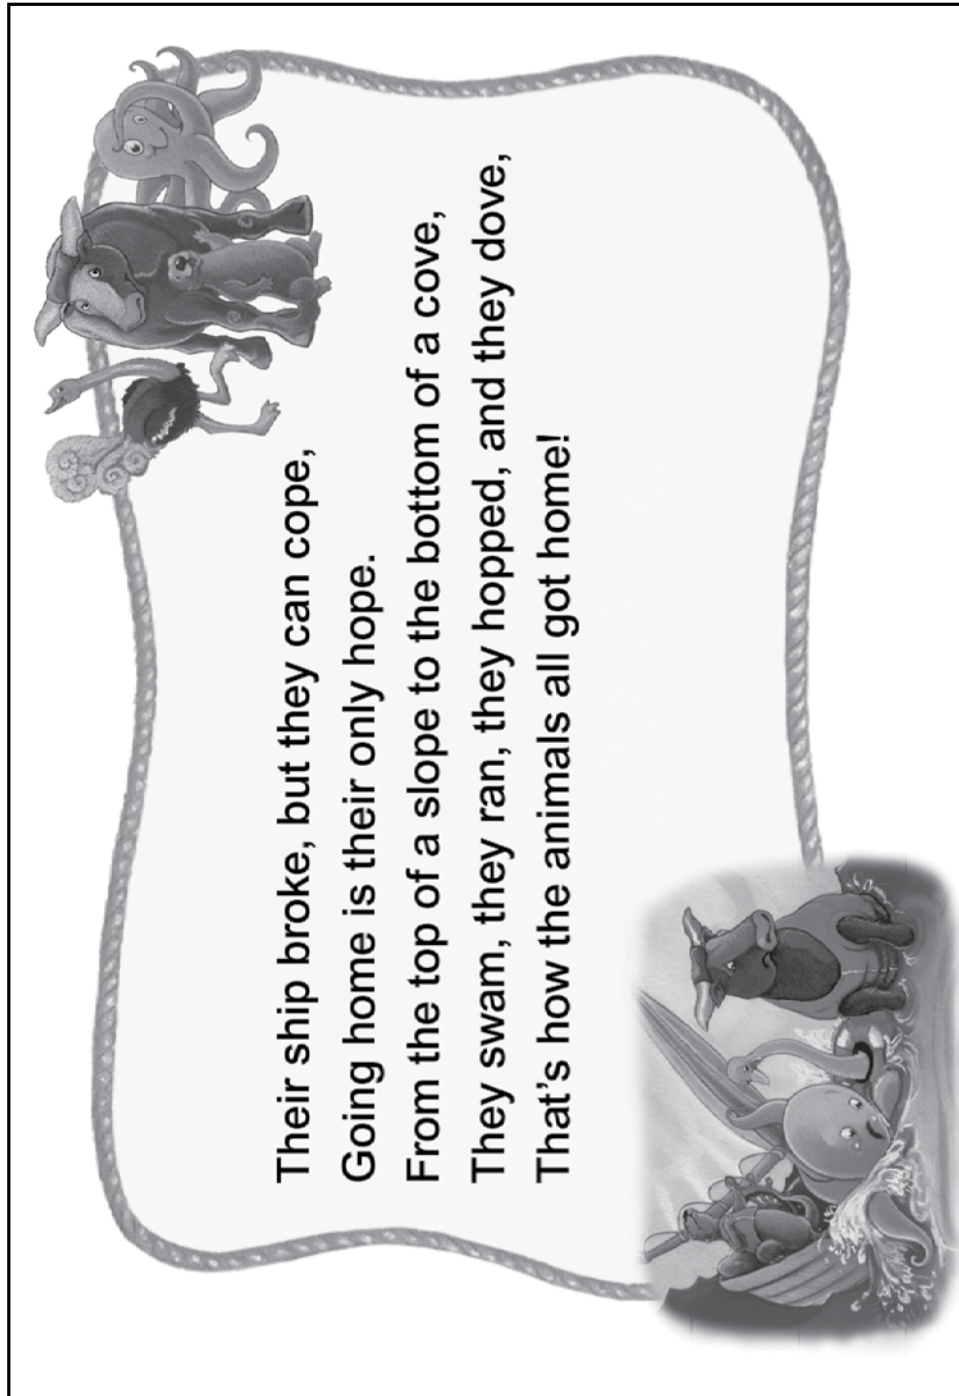 Their ship broke, but they can cope,
Going home is their only hope.
From the top of a slope to the bottom of a cove,
They swam, they ran, they hopped, and they dove,
That's how the animals all got home!